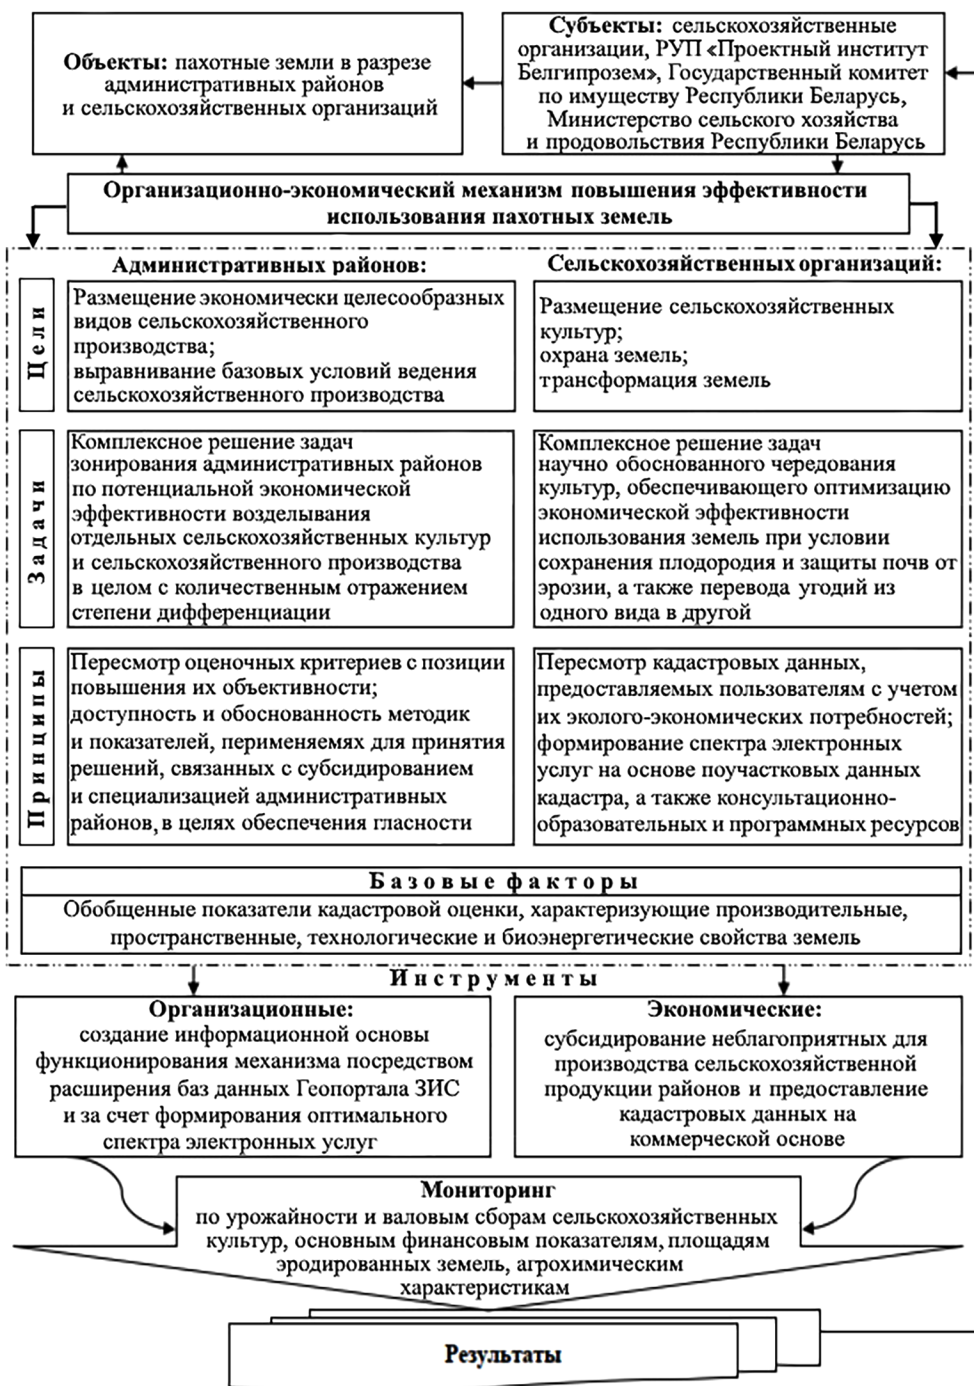 Объекты: пахотные земли в разрезе
административных районов
и сельскохозяйственных организаций
Субъекты: сельскохозяйственные
организации, РУП «Проектный институт
Белгипрозем», Государственный комитет
по имуществу Республики Беларусь,
Министерство сельского хозяйства
и продовольствия Республики Беларусь
Организационно-экономический механизм повышения эффективности
использования пахотных земель
Административных районов:
Сельскохозяйственных организаций:
Цели
Размещение экономически целесообразных
видов сельскохозяйственного
производства;
выравнивание базовых условий ведения
сельскохозяйственного производства
Размещение сельскохозяйственных
культур;
охрана земель;
трансформация земель
Задачи
Комплексное решение задач
зонирования административных районов
по потенциальной экономической
эффективности возделывания
отдельных сельскохозяйственных культур
и сельскохозяйственного производства
в целом с количественным отражением
степени дифференциации
Комплексное решение задач
научно обоснованного чередования
культур, обеспечивающего оптимизацию
экономической эффективности
использования земель при условии
сохранения плодородия и защиты почв от
эрозии, а также перевода угодий из
одного вида в другой
Принципы
Пересмотр оценочных критериев с позиции
повышения их объективности;
доступность и обоснованность методик
и показателей, перименяемях для принятия
решений, связанных с субсидированием
и специализацией административных
районов, в целях обеспечения гласности
Пересмотр кадастровых данных,
предоставляемых пользователям с учетом
их эколого-экономических потребностей;
формирование спектра электронных
услуг на основе поучастковых данных
кадастра, а также консультационно-
образовательных и программных ресурсов
Базовые факторы
Обобщенные показатели кадастровой оценки, характеризующие производительные,
пространственные, технологические и биоэнергетические свойства земель
Инструменты
Организационные:
создание информационной основы
функционирования механизма посредством
расширения баз данных Геопортала ЗИС
и за счет формирования оптимального
спектра электронных услуг
Экономические:
субсидирование неблагоприятных для
производства сельскохозяйственной
продукции районов и предоставление
кадастровых данных на
коммерческой основе
Мониторинг
по урожайности и валовым сборам сельскохозяйственных
культур, основным финансовым показателям, площадям
эродированных земель, агрохимическим
характеристикам
Результаты